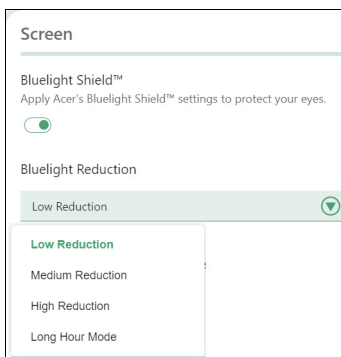 Screen
Bluelight Shield™
Apply Acer's Bluelight Shield™ settings to protect your eyes.
Bluelight Reduction
Low Reduction
Low Reduction
Medium Reduction
High Reduction
Long Hour Mode